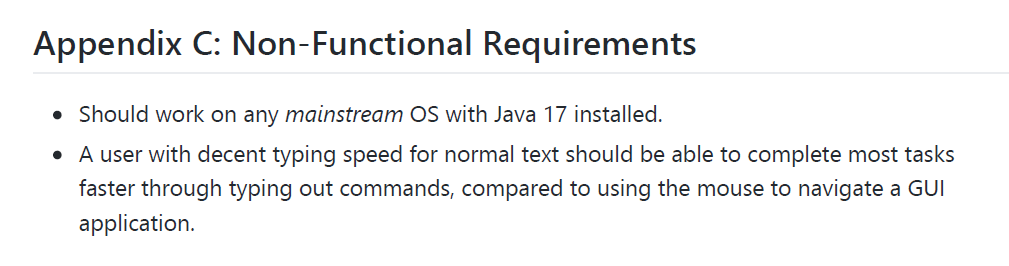 Appendix C: Non-Functional Requirements
Should work on any mainstream OS with Java 17 installed.
A user with decent typing speed for normal text should be able to complete most tasks
faster through typing out commands, compared to using the mouse to navigate a GUI
application.